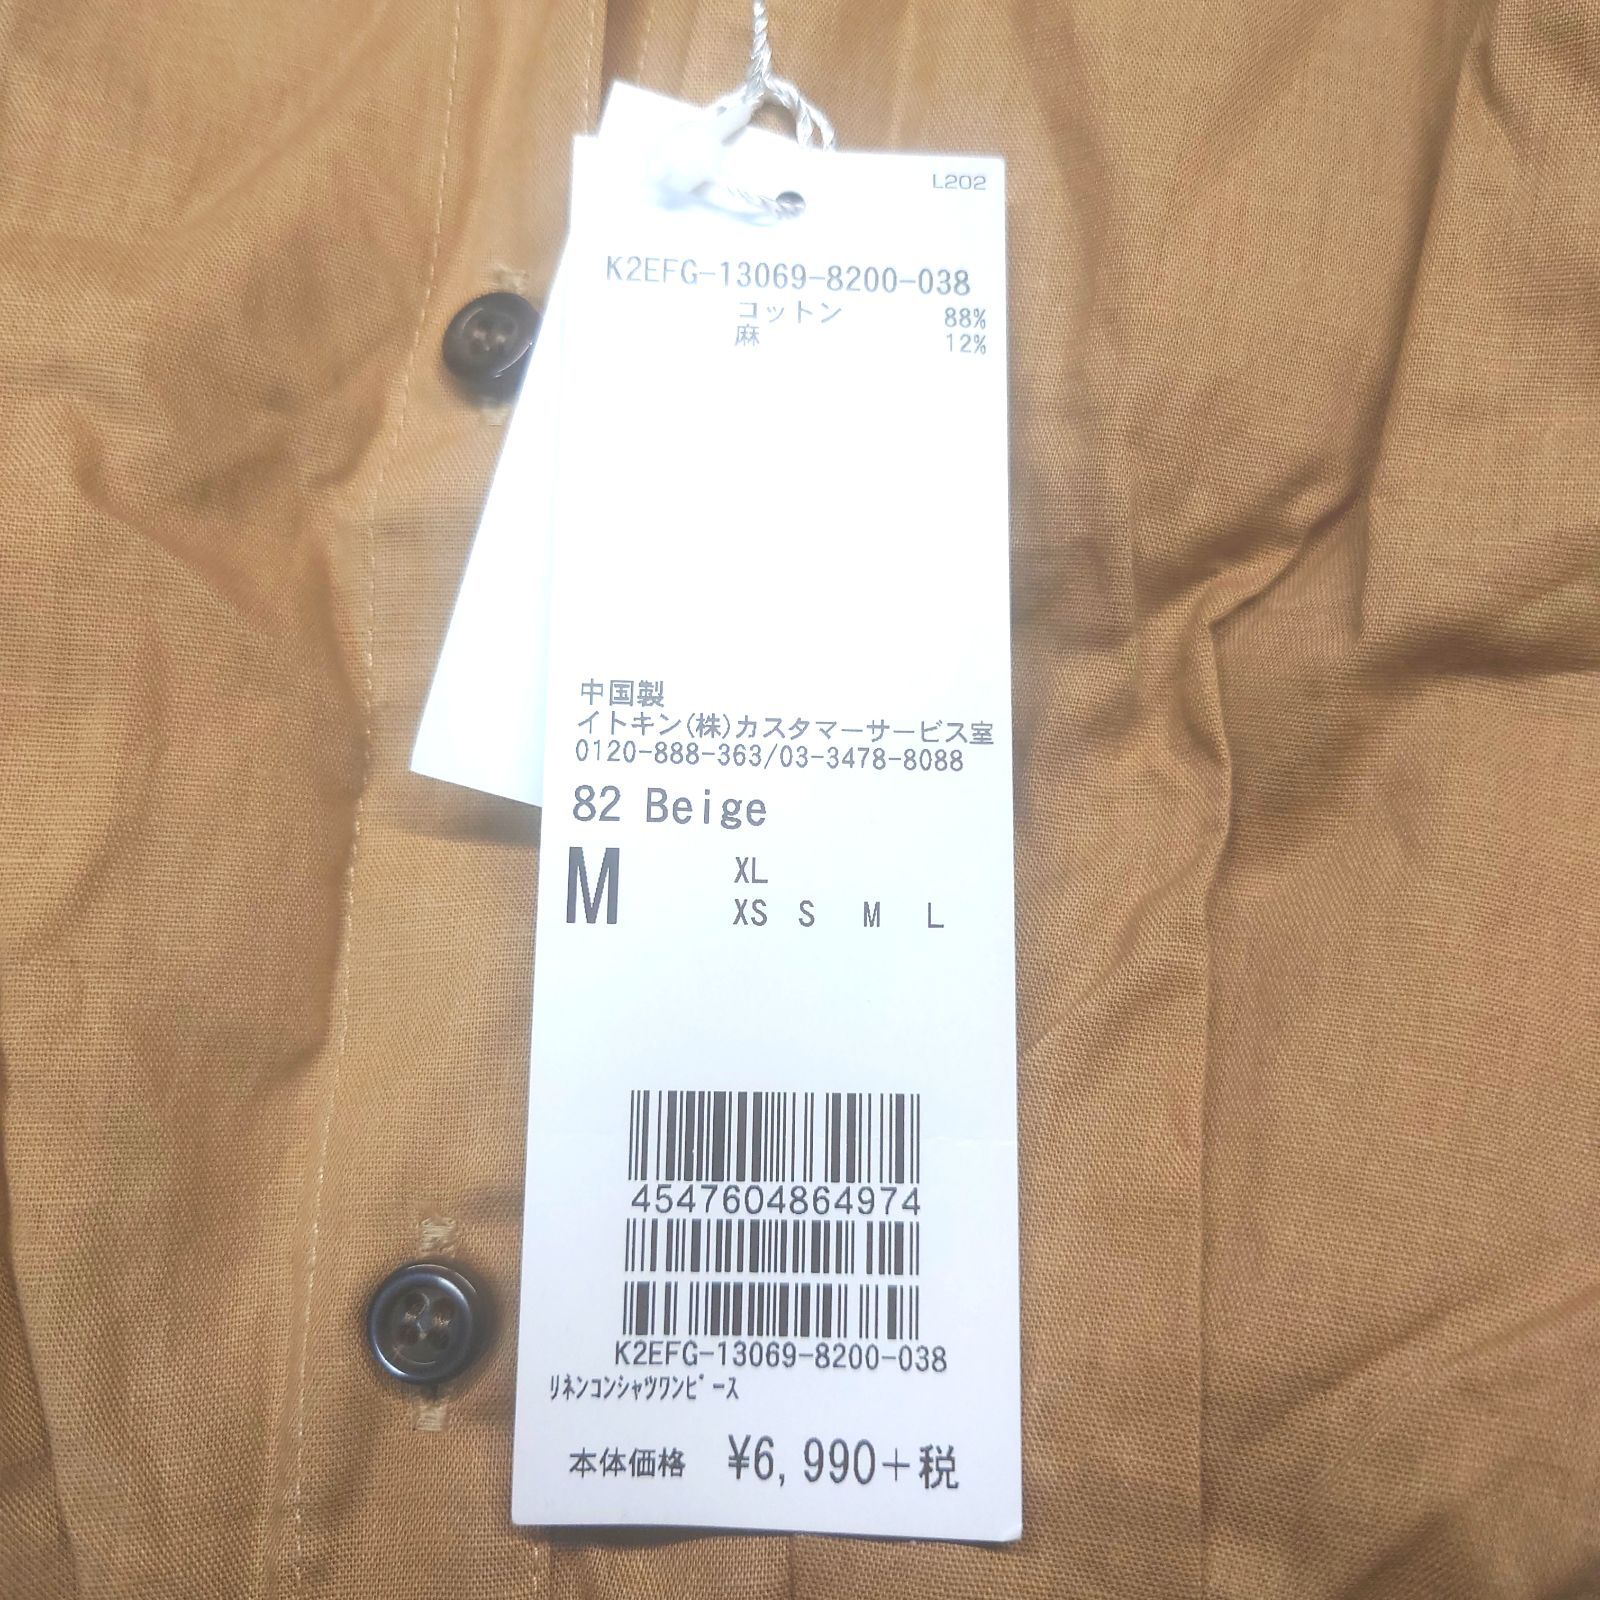 L202
K2EFG-13069-8200-038
コットン 88%
麻 12%
中国製
イトキン(株)カスタマーサービス室
0120-888-363/03-3478-8088
82 Beige
M
XL
XS S M L
4547604864974
K2EFG-13069-8200-038
ﾘﾈﾝｺﾝｼｬﾂﾜﾝﾋﾟｰｽ
本体価格 ¥6,990+税